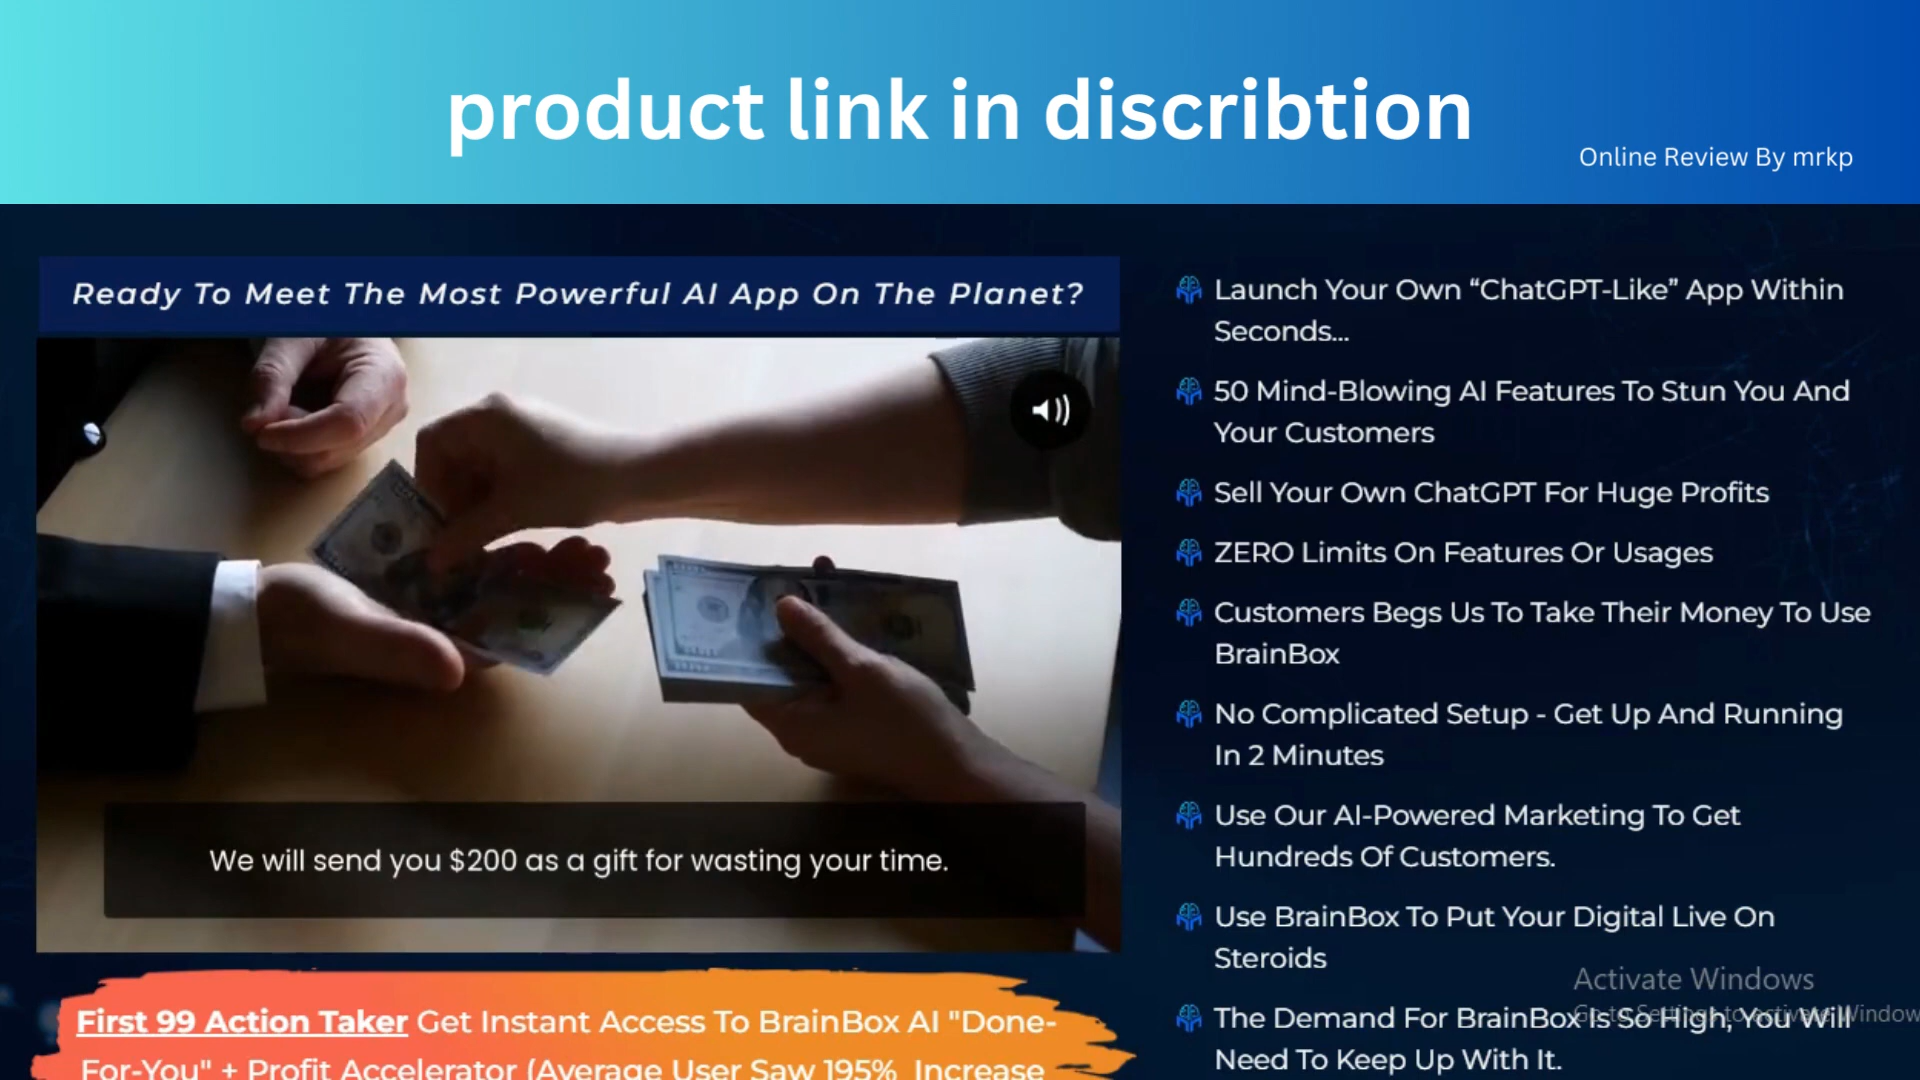 product link in discribtion
Online Review By mrkp
Ready To Meet The Most Powerful AI App On The Planet?
We will send you $200 as a gift for wasting your time.
First 99 Action Taker Get Instant Access To BrainBox AI "Done-
For-You" + Profit Accelerator (Average User Saw 195% Increase
Launch Your Own “ChatGPT-Like” App Within
Seconds...
50 Mind-Blowing AI Features To Stun You And
Your Customers
Sell Your Own ChatGPT For Huge Profits
ZERO Limits On Features Or Usages
Customers Begs Us To Take Their Money To Use
BrainBox
No Complicated Setup - Get Up And Running
In 2 Minutes
Use Our AI-Powered Marketing To Get
Hundreds Of Customers.
Use BrainBox To Put Your Digital Live On
Steroids
The Demand For BrainBox Is So High, You Will
Need To Keep Up With It.
Activate Windows
Go to Settings to activate Window